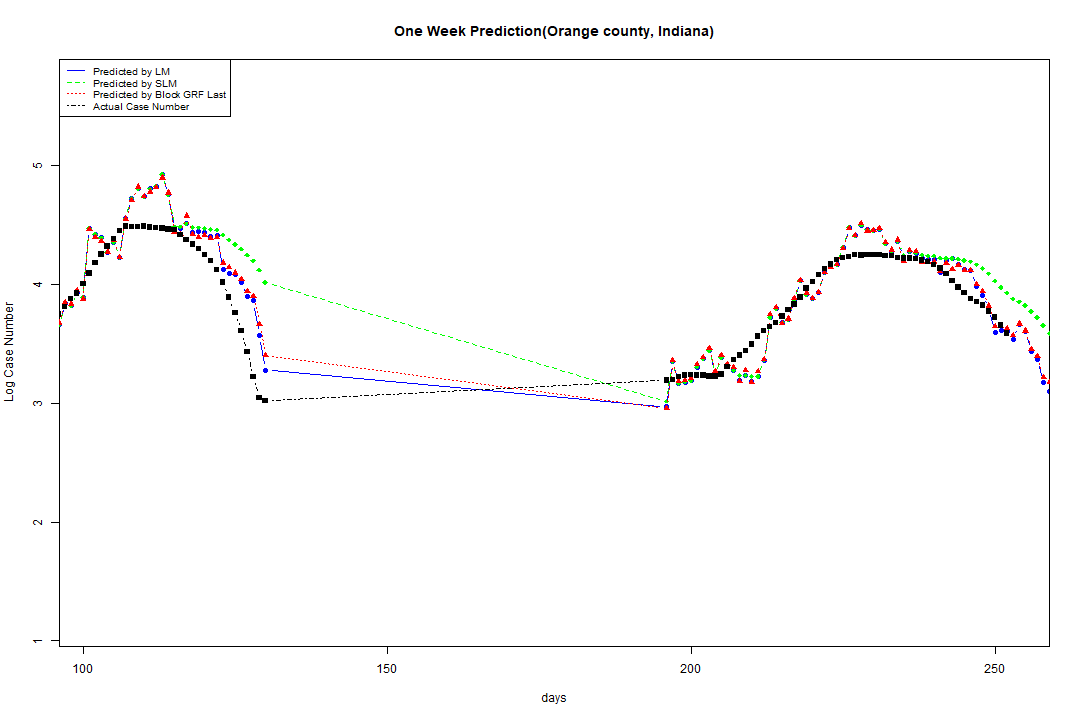 One Week Prediction(Orange county, Indiana)
Predicted by LM
Predicted by SLM
Predicted by Block GRF Last
Actual Case Number
5
4
3
2
1
Log Case Number
100 150 200 250
days